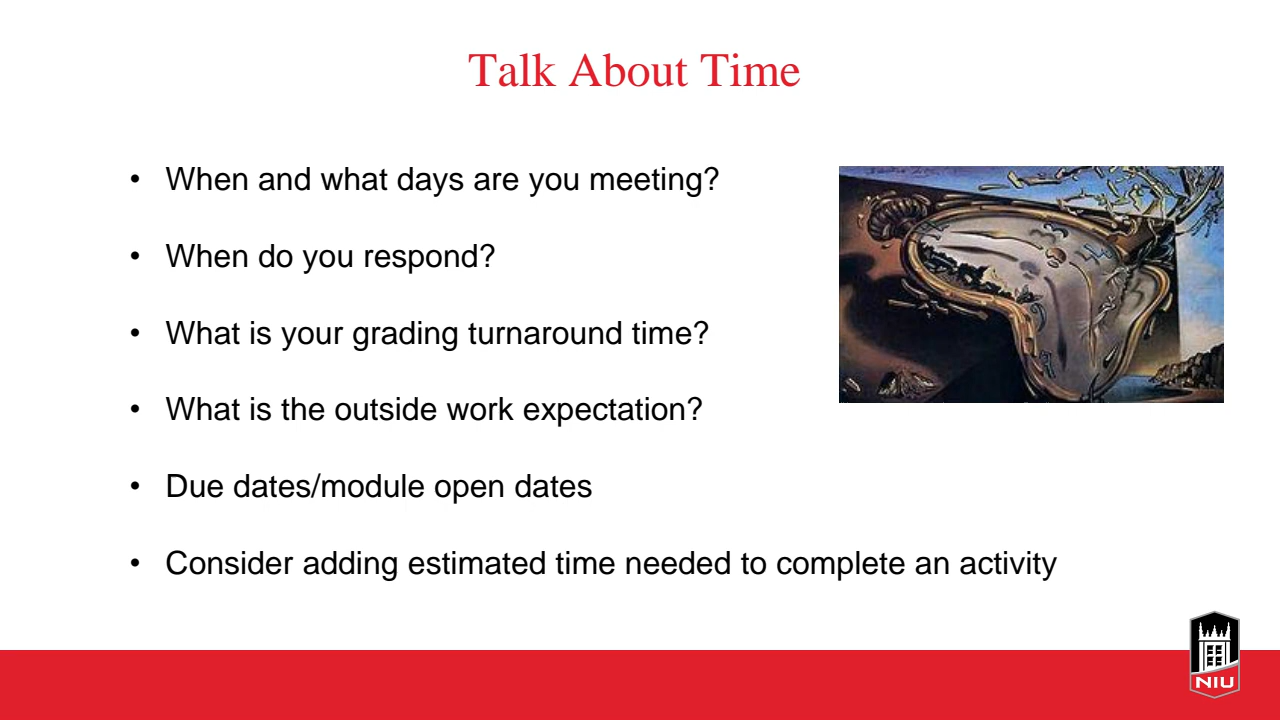 Talk About Time
• When and what days are you meeting?
• When do you respond?
• What is your grading turnaround time?
• What is the outside work expectation?
• Due dates/module open dates
• Consider adding estimated time needed to complete an activity
NIU